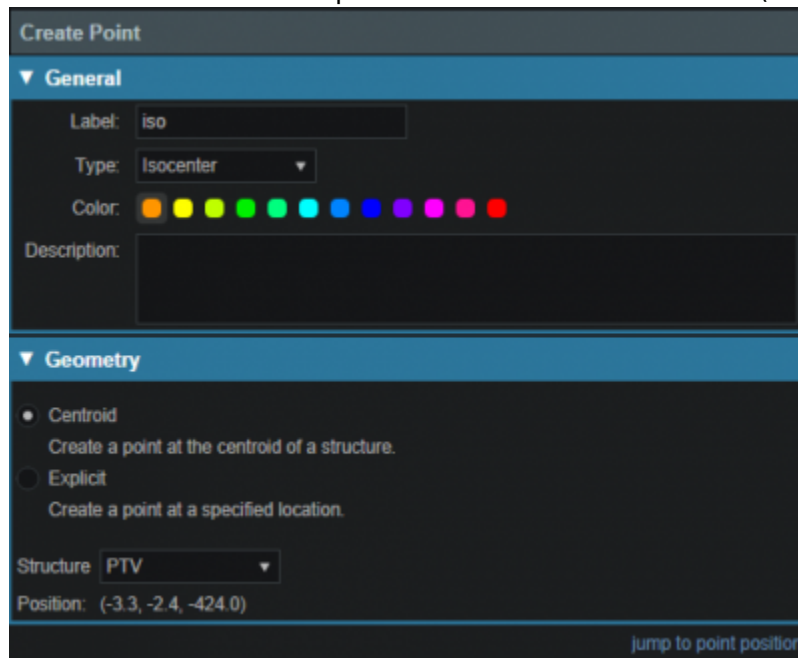 Create Point
▼ General
Label: iso
Type: Isocenter ▼
Color:
Description:
▼ Geometry
Centroid
Create a point at the centroid of a structure.
Explicit
Create a point at a specified location.
Structure PTV ▼
Position: (-3.3, -2.4, -424.0)
jump to point position